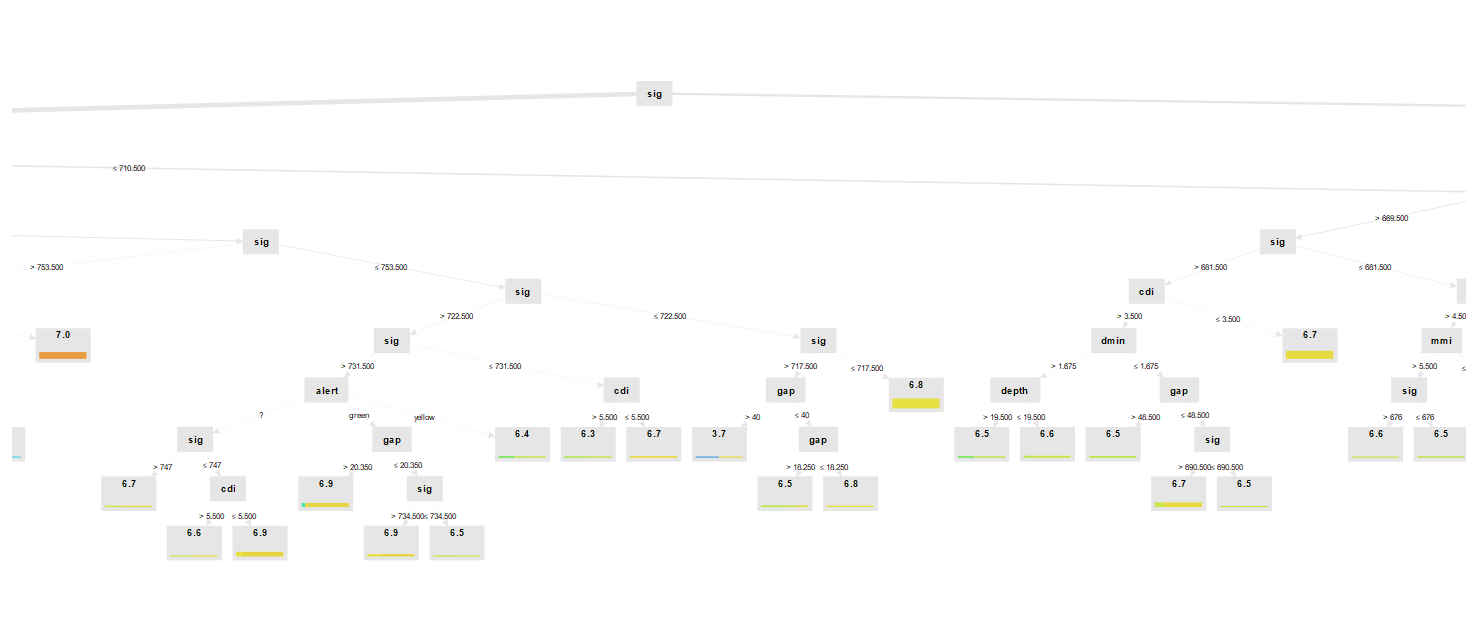 sig
≤ 710.500
> 669.500
sig
sig
> 753.500
≤ 753.500
> 681.500
≤ 681.500
sig
cdi
> 722.500
≤ 722.500
> 3.500
≤ 3.500
> 4.50
7.0
sig
sig
dmin
6.7
mmi
> 731.500
≤ 731.500
> 717.500
≤ 717.500
> 1.675
≤ 1.675
> 5.500
≤
alert
cdi
gap
6.8
depth
gap
sig
?
green
yellow
> 5.500
≤ 5.500
> 40
≤ 40
> 19.500
≤ 19.500
> 48.500
≤ 48.500
> 676
≤ 676
sig
gap
6.4
6.3
6.7
3.7
gap
6.5
6.6
6.5
sig
6.6
6.5
> 747
≤ 747
> 20.350
≤ 20.350
> 18.250
≤ 18.250
> 690.500
≤ 690.500
6.7
cdi
6.9
sig
6.5
6.8
6.7
6.5
> 5.500
≤ 5.500
> 734.500
≤ 734.500
6.6
6.9
6.9
6.5